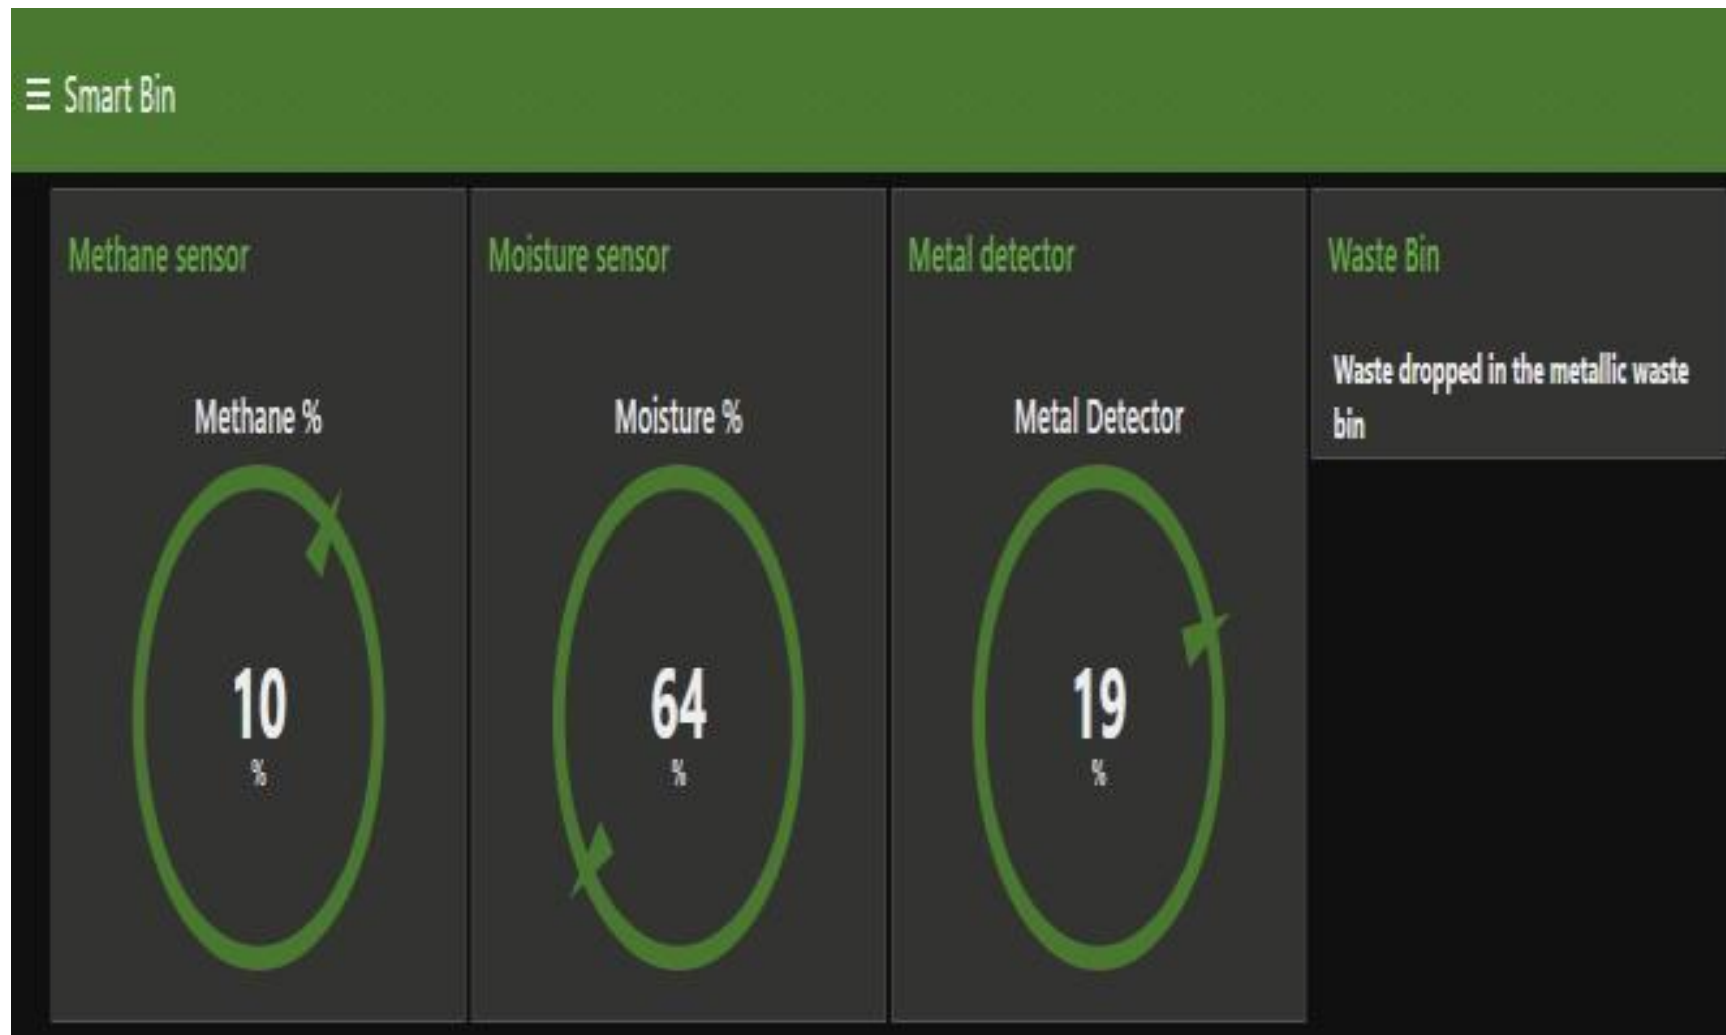 Smart Bin
Methane sensor
Methane %
10
%
Moisture sensor
Moisture %
64
%
Metal detector
Metal Detector
19
%
Waste Bin
Waste dropped in the metallic waste
bin